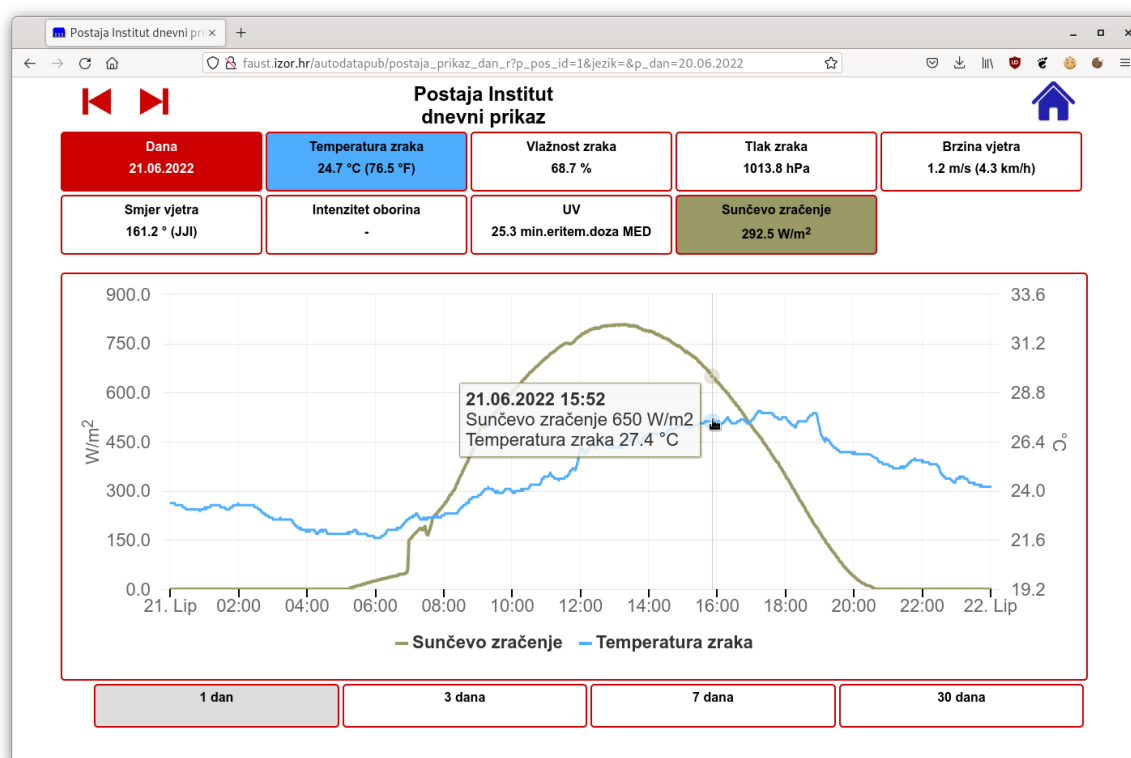 Postaja Institut dnevni pri
faust.izor.hr/autodatapub/postaja_prikaz_dan_r?p_pos_id=1&jezik=&p_dan=20.06.2022
Postaja Institut
dnevni prikaz
Dana
21.06.2022
Temperatura zraka
24.7 °C (76.5 °F)
Vlažnost zraka
68.7 %
Tlak zraka
1013.8 hPa
Brzina vjetra
1.2 m/s (4.3 km/h)
Smjer vjetra
161.2 ° (JJI)
Intenzitet oborina
-
UV
25.3 min.eritem.doza MED
Sunčevo zračenje
292.5 W/m²
900.0
750.0
600.0
450.0
300.0
150.0
0.0
W/m²
33.6
31.2
28.8
26.4
24.0
21.6
19.2
°C
21.06.2022 15:52
Sunčevo zračenje 650 W/m2
Temperatura zraka 27.4 °C
21. Lip 02:00 04:00 06:00 08:00 10:00 12:00 14:00 16:00 18:00 20:00 22:00 22. Lip
Sunčevo zračenje Temperatura zraka
1 dan
3 dana
7 dana
30 dana